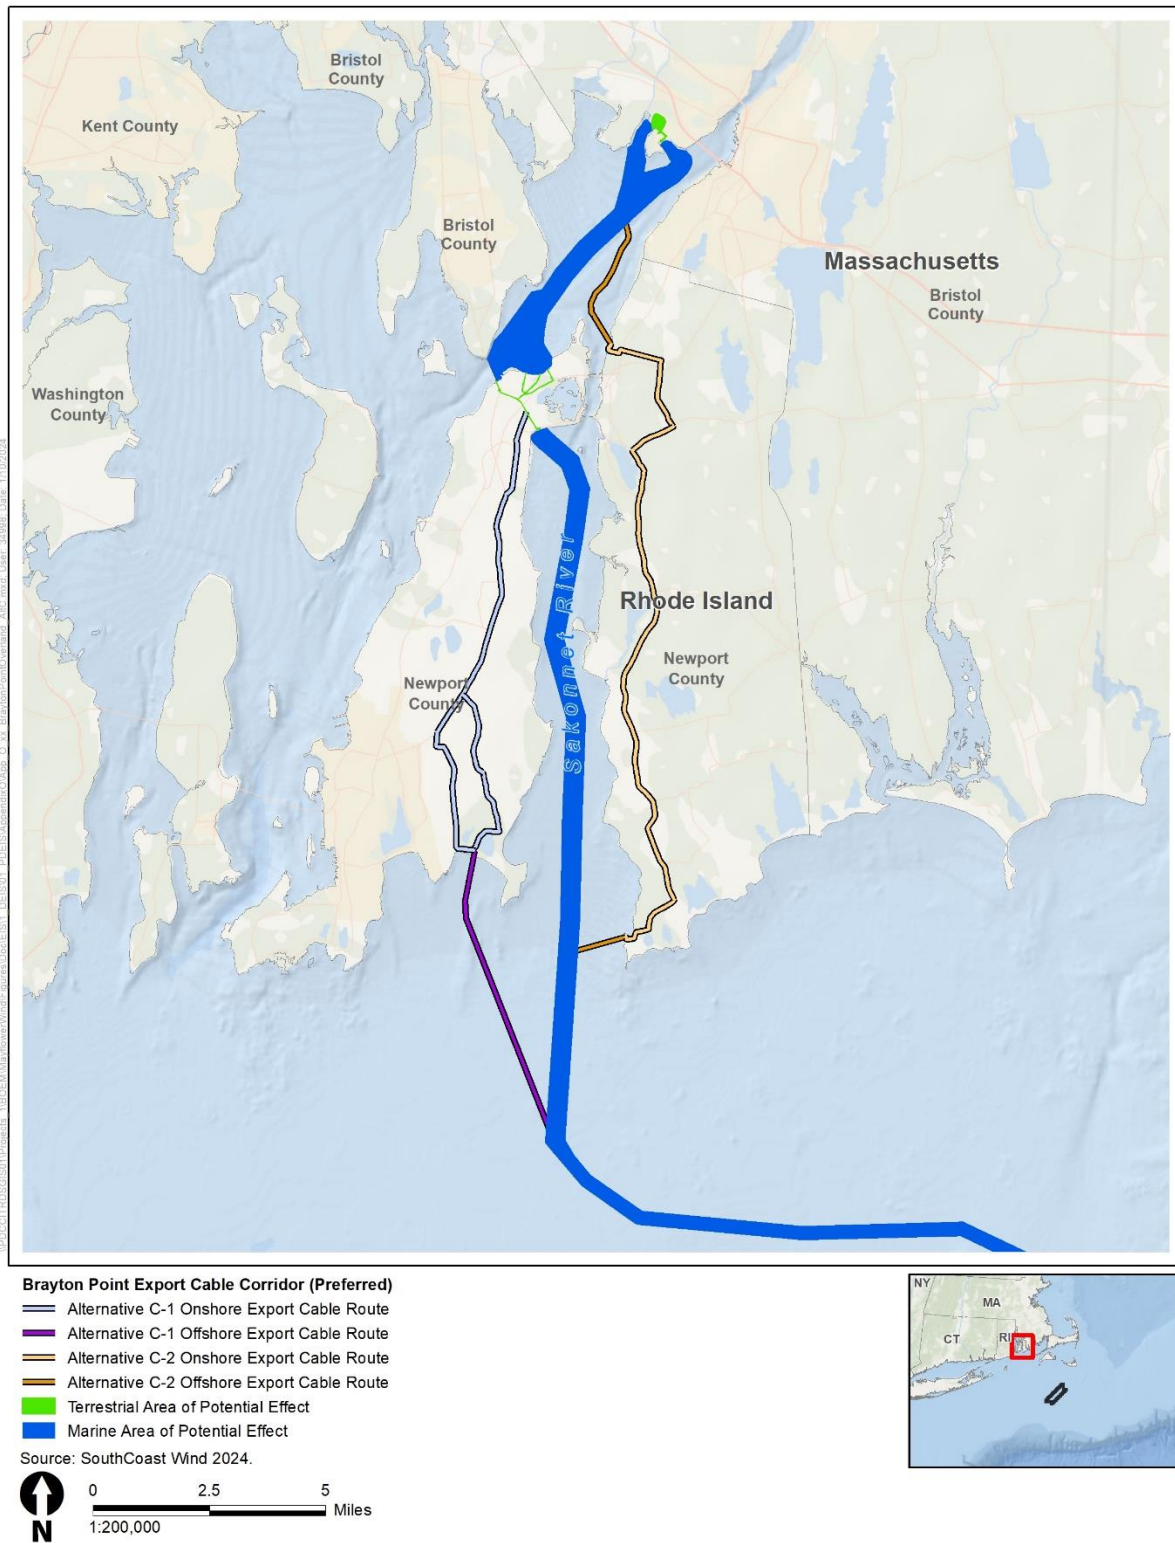 Bristol
County
Kent County
Bristol
County
Massachusetts
Bristol
County
Washington
County
Sakonnet River
Rhode Island
Newport
County
Newport
County
Brayton Point Export Cable Corridor (Preferred)
Alternative C-1 Onshore Export Cable Route
Alternative C-1 Offshore Export Cable Route
Alternative C-2 Onshore Export Cable Route
Alternative C-2 Offshore Export Cable Route
Terrestrial Area of Potential Effect
Marine Area of Potential Effect
Source: SouthCoast Wind 2024.
0 2.5 5
Miles
1:200,000
N
NY
MA
CT
RI